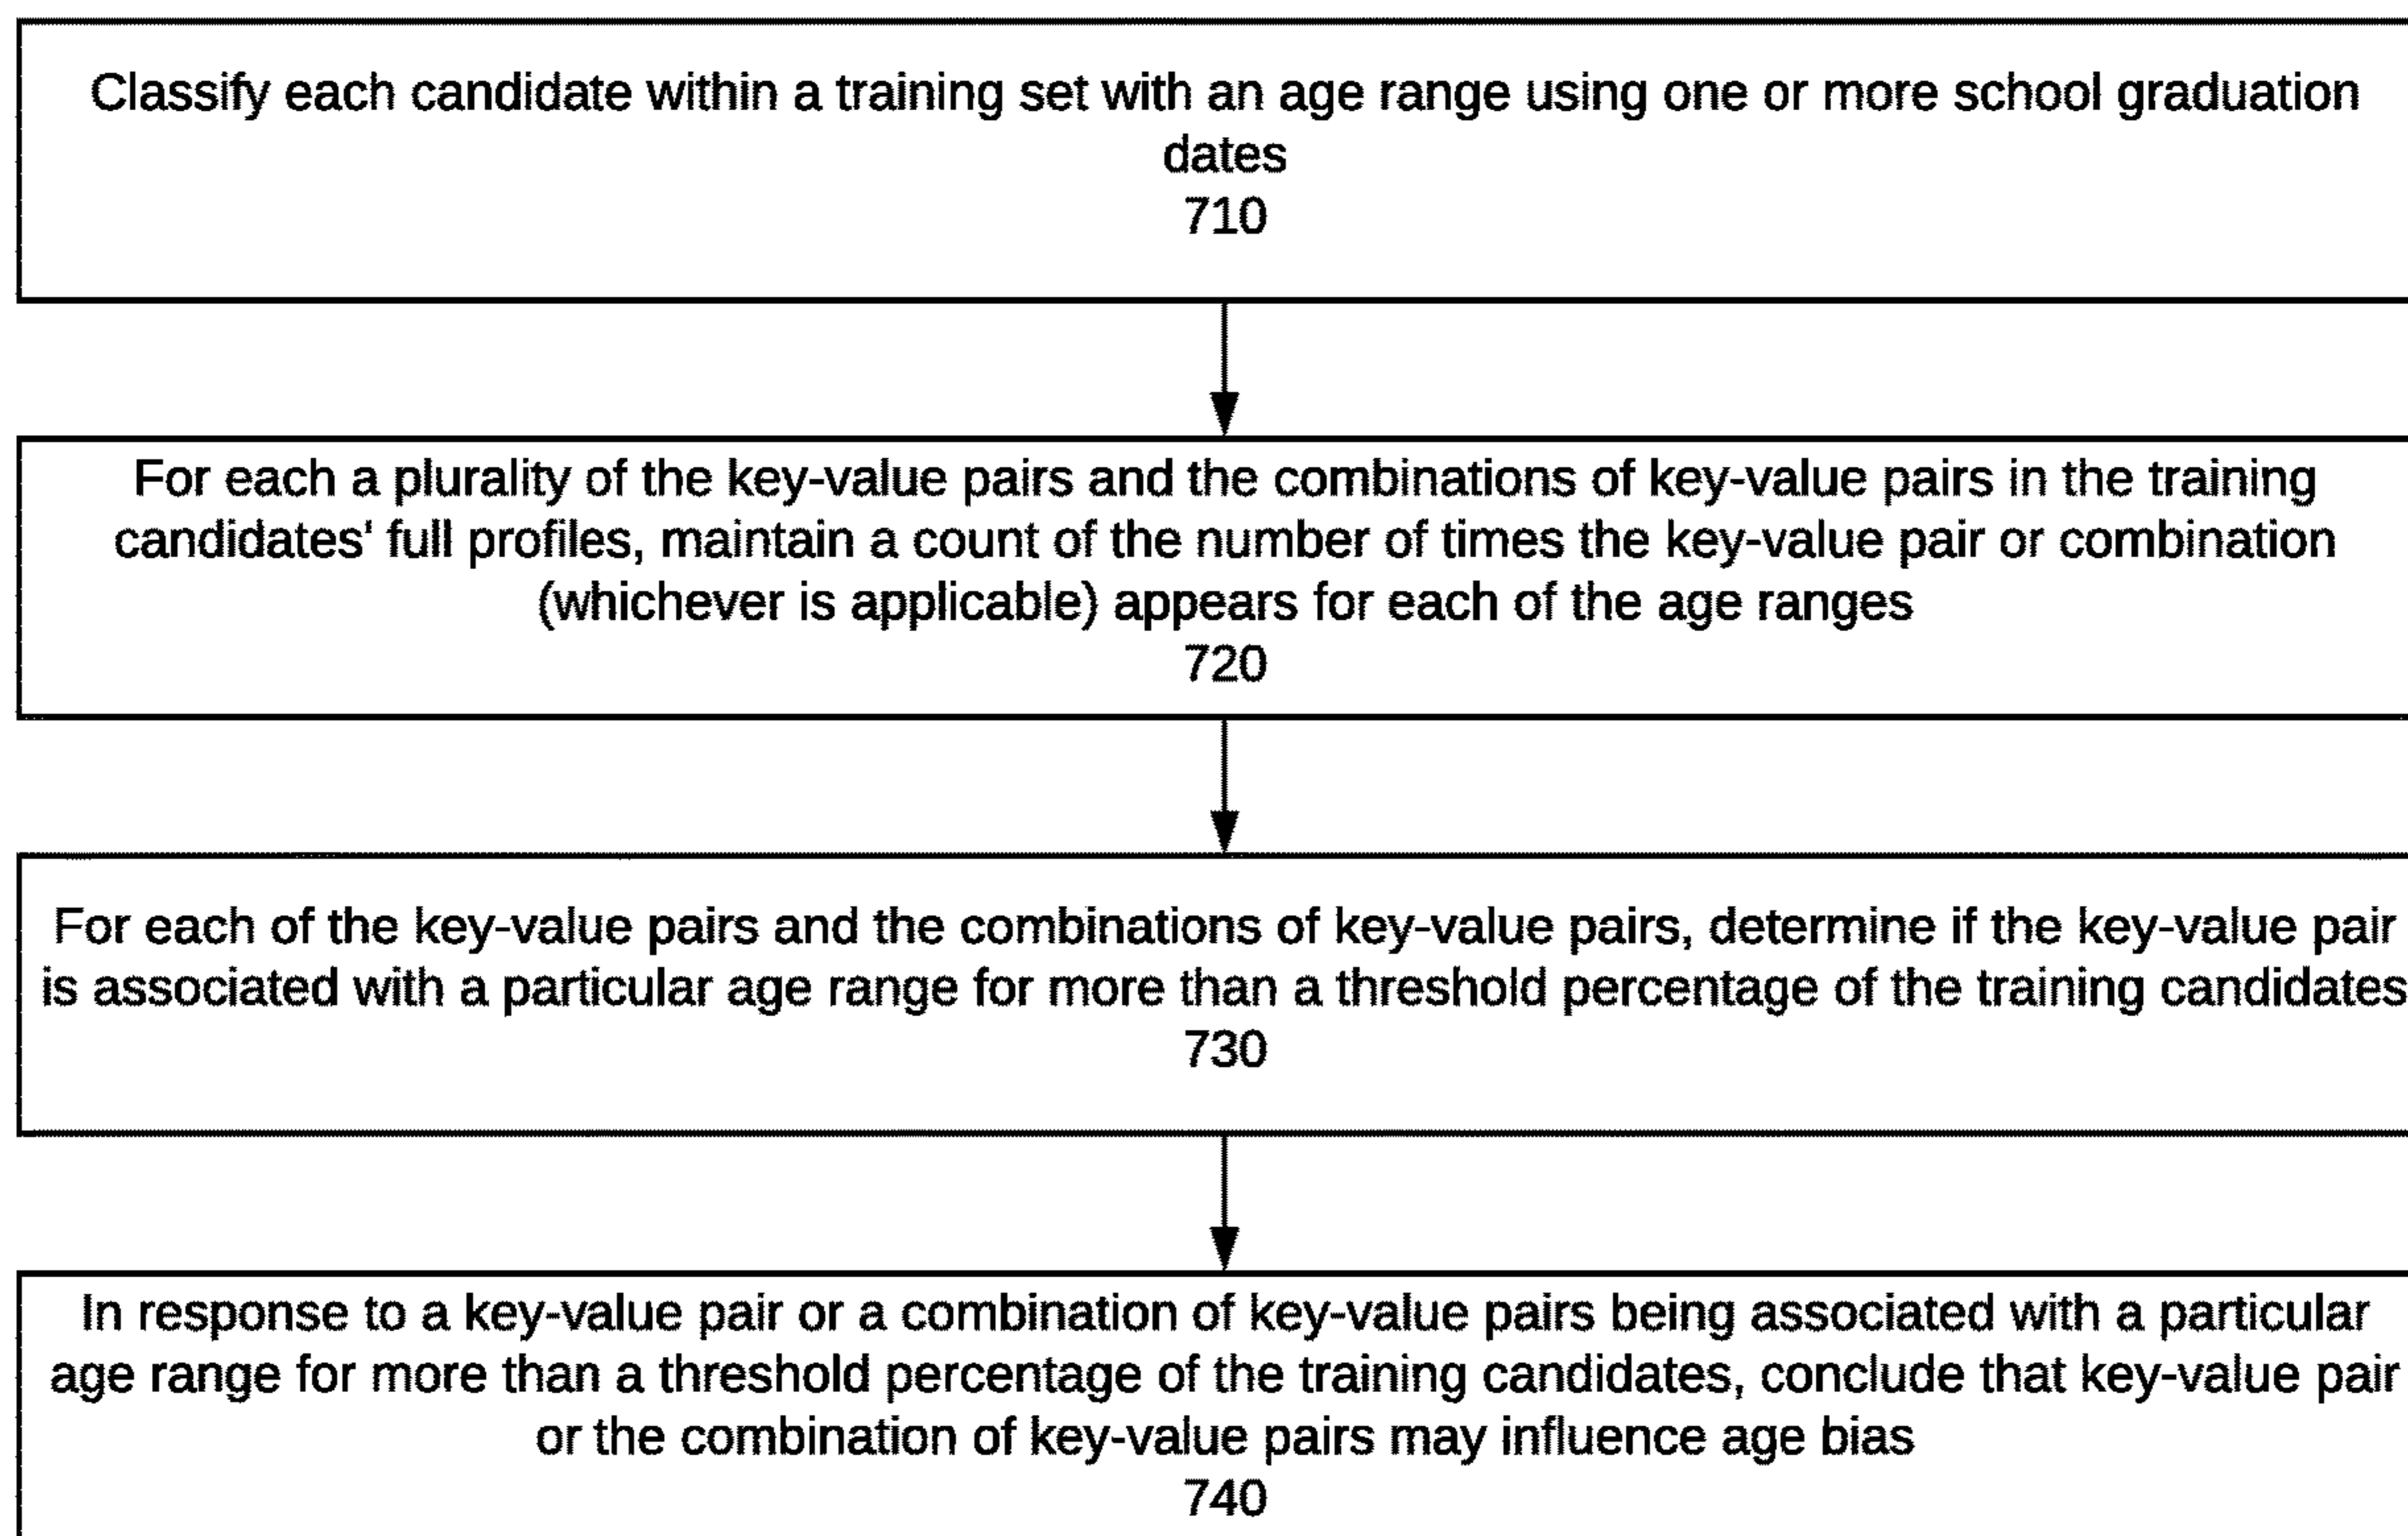 Classify each candidate within a training set with an age range using one or more school graduation
dates
710
For each a plurality of the key-value pairs and the combinations of key-value pairs in the training
candidates' full profiles, maintain a count of the number of times the key-value pair or combination
(whichever is applicable) appears for each of the age ranges
720
For each of the key-value pairs and the combinations of key-value pairs, determine if the key-value pair
is associated with a particular age range for more than a threshold percentage of the training candidates
730
In response to a key-value pair or a combination of key-value pairs being associated with a particular
age range for more than a threshold percentage of the training candidates, conclude that key-value pair
or the combination of key-value pairs may influence age bias
740